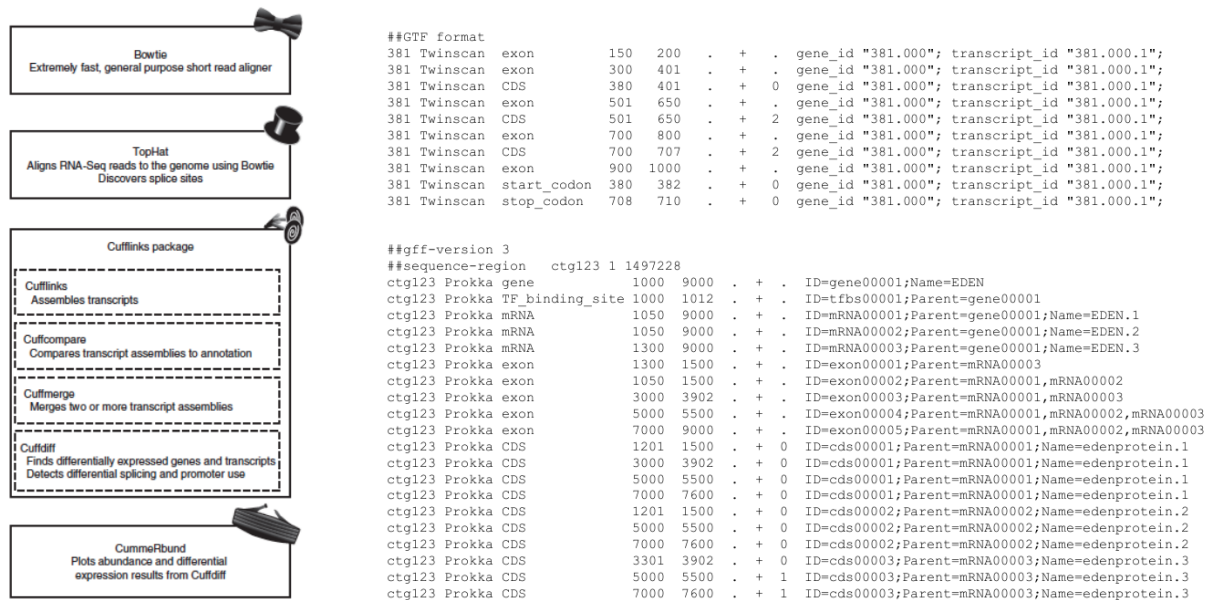 Bowtie
Extremely fast, general purpose short read aligner
TopHat
Aligns RNA-Seq reads to the genome using Bowtie
Discovers splice sites
Cufflinks package
Cufflinks
Assembles transcripts
Cuffcompare
Compares transcript assemblies to annotation
Cuffmerge
Merges two or more transcript assemblies
Cuffdiff
Finds differentially expressed genes and transcripts
Detects differential splicing and promoter use
CummeRbund
Plots abundance and differential
expression results from Cuffdiff
##GTF format
381 Twinscan exon 150 200 . + . gene_id "381.000"; transcript_id "381.000.1";
381 Twinscan exon 300 401 . + . gene_id "381.000"; transcript_id "381.000.1";
381 Twinscan CDS 380 401 . + 0 gene_id "381.000"; transcript_id "381.000.1";
381 Twinscan exon 501 650 . + . gene_id "381.000"; transcript_id "381.000.1";
381 Twinscan CDS 501 650 . + 2 gene_id "381.000"; transcript_id "381.000.1";
381 Twinscan exon 700 800 . + . gene_id "381.000"; transcript_id "381.000.1";
381 Twinscan CDS 700 707 . + 2 gene_id "381.000"; transcript_id "381.000.1";
381 Twinscan exon 900 1000 . + . gene_id "381.000"; transcript_id "381.000.1";
381 Twinscan start_codon 380 382 . + 0 gene_id "381.000"; transcript_id "381.000.1";
381 Twinscan stop_codon 708 710 . + 0 gene_id "381.000"; transcript_id "381.000.1";
##gff-version 3
##sequence-region ctg123 1 1497228
ctg123 Prokka gene 1000 9000 . + . ID=gene00001;Name=EDEN
ctg123 Prokka TF_binding_site 1000 1012 . + . ID=tfbs00001;Parent=gene00001
ctg123 Prokka mRNA 1050 9000 . + . ID=mRNA00001;Parent=gene00001;Name=EDEN.1
ctg123 Prokka mRNA 1050 9000 . + . ID=mRNA00002;Parent=gene00001;Name=EDEN.2
ctg123 Prokka mRNA 1300 9000 . + . ID=mRNA00003;Parent=gene00001;Name=EDEN.3
ctg123 Prokka exon 1300 1500 . + . ID=exon00001;Parent=mRNA00003
ctg123 Prokka exon 1050 1500 . + . ID=exon00002;Parent=mRNA00001,mRNA00002
ctg123 Prokka exon 3000 3902 . + . ID=exon00003;Parent=mRNA00001,mRNA00003
ctg123 Prokka exon 5000 5500 . + . ID=exon00004;Parent=mRNA00001,mRNA00002,mRNA00003
ctg123 Prokka exon 7000 9000 . + . ID=exon00005;Parent=mRNA00001,mRNA00002,mRNA00003
ctg123 Prokka CDS 1201 1500 . + 0 ID=cds00001;Parent=mRNA00001;Name=edenprotein.1
ctg123 Prokka CDS 3000 3902 . + 0 ID=cds00001;Parent=mRNA00001;Name=edenprotein.1
ctg123 Prokka CDS 5000 5500 . + 0 ID=cds00001;Parent=mRNA00001;Name=edenprotein.1
ctg123 Prokka CDS 7000 7600 . + 0 ID=cds00001;Parent=mRNA00001;Name=edenprotein.1
ctg123 Prokka CDS 1201 1500 . + 0 ID=cds00002;Parent=mRNA00002;Name=edenprotein.2
ctg123 Prokka CDS 5000 5500 . + 0 ID=cds00002;Parent=mRNA00002;Name=edenprotein.2
ctg123 Prokka CDS 7000 7600 . + 0 ID=cds00002;Parent=mRNA00002;Name=edenprotein.2
ctg123 Prokka CDS 3301 3902 . + 0 ID=cds00003;Parent=mRNA00003;Name=edenprotein.3
ctg123 Prokka CDS 5000 5500 . + 1 ID=cds00003;Parent=mRNA00003;Name=edenprotein.3
ctg123 Prokka CDS 7000 7600 . + 1 ID=cds00003;Parent=mRNA00003;Name=edenprotein.3